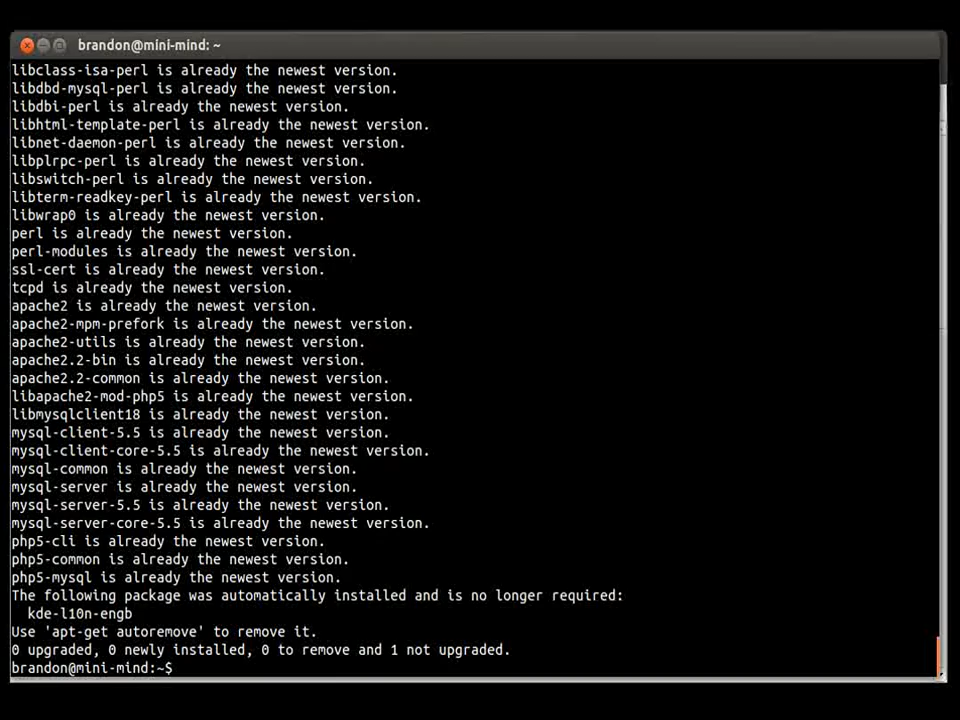 brandon@mini-mind: ~
libclass-isa-perl is already the newest version.
libdbd-mysql-perl is already the newest version.
libdbi-perl is already the newest version.
libhtml-template-perl is already the newest version.
libnet-daemon-perl is already the newest version.
libplrpc-perl is already the newest version.
libswitch-perl is already the newest version.
libterm-readkey-perl is already the newest version.
libwrap0 is already the newest version.
perl is already the newest version.
perl-modules is already the newest version.
ssl-cert is already the newest version.
tcpd is already the newest version.
apache2 is already the newest version.
apache2-mpm-prefork is already the newest version.
apache2-utils is already the newest version.
apache2.2-bin is already the newest version.
apache2.2-common is already the newest version.
libapache2-mod-php5 is already the newest version.
libmysqlclient18 is already the newest version.
mysql-client-5.5 is already the newest version.
mysql-client-core-5.5 is already the newest version.
mysql-common is already the newest version.
mysql-server is already the newest version.
mysql-server-5.5 is already the newest version.
mysql-server-core-5.5 is already the newest version.
php5-cli is already the newest version.
php5-common is already the newest version.
php5-mysql is already the newest version.
The following package was automatically installed and is no longer required:
  kde-l10n-engb
Use 'apt-get autoremove' to remove it.
0 upgraded, 0 newly installed, 0 to remove and 1 not upgraded.
brandon@mini-mind:~$